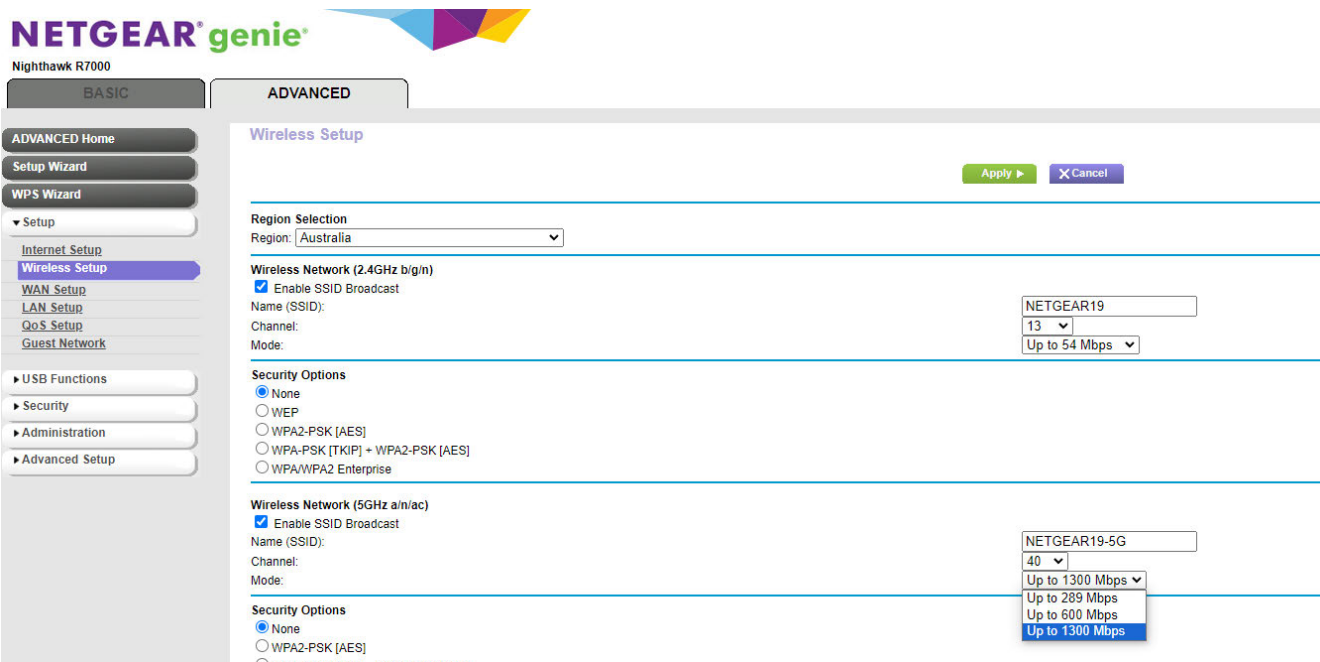 NETGEAR® genie®
Nighthawk R7000
BASIC
ADVANCED
ADVANCED Home
Setup Wizard
WPS Wizard
Setup
Internet Setup
Wireless Setup
WAN Setup
LAN Setup
QoS Setup
Guest Network
USB Functions
Security
Administration
Advanced Setup
Wireless Setup
Apply
X Cancel
Region Selection
Region: Australia
Wireless Network (2.4GHz b/g/n)
Enable SSID Broadcast
Name (SSID): NETGEAR19
Channel: 13
Mode: Up to 54 Mbps
Security Options
None
WEP
WPA2-PSK [AES]
WPA-PSK [TKIP] + WPA2-PSK [AES]
WPA/WPA2 Enterprise
Wireless Network (5GHz a/n/ac)
Enable SSID Broadcast
Name (SSID): NETGEAR19-5G
Channel: 40
Mode: Up to 1300 Mbps
Up to 289 Mbps
Up to 600 Mbps
Up to 1300 Mbps
Security Options
None
WPA2-PSK [AES]